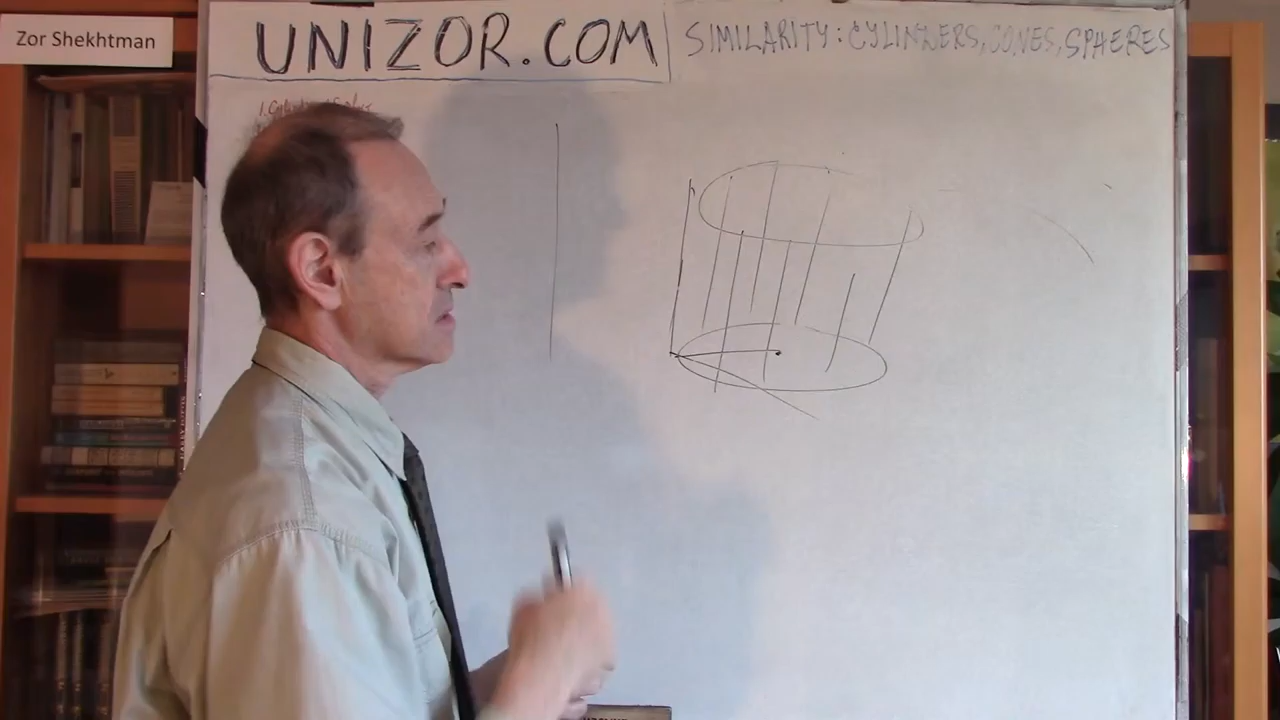 Zor Shekhtman
UNIZOR.COM
SIMILARITY: CYLINDERS, CONES, SPHERES